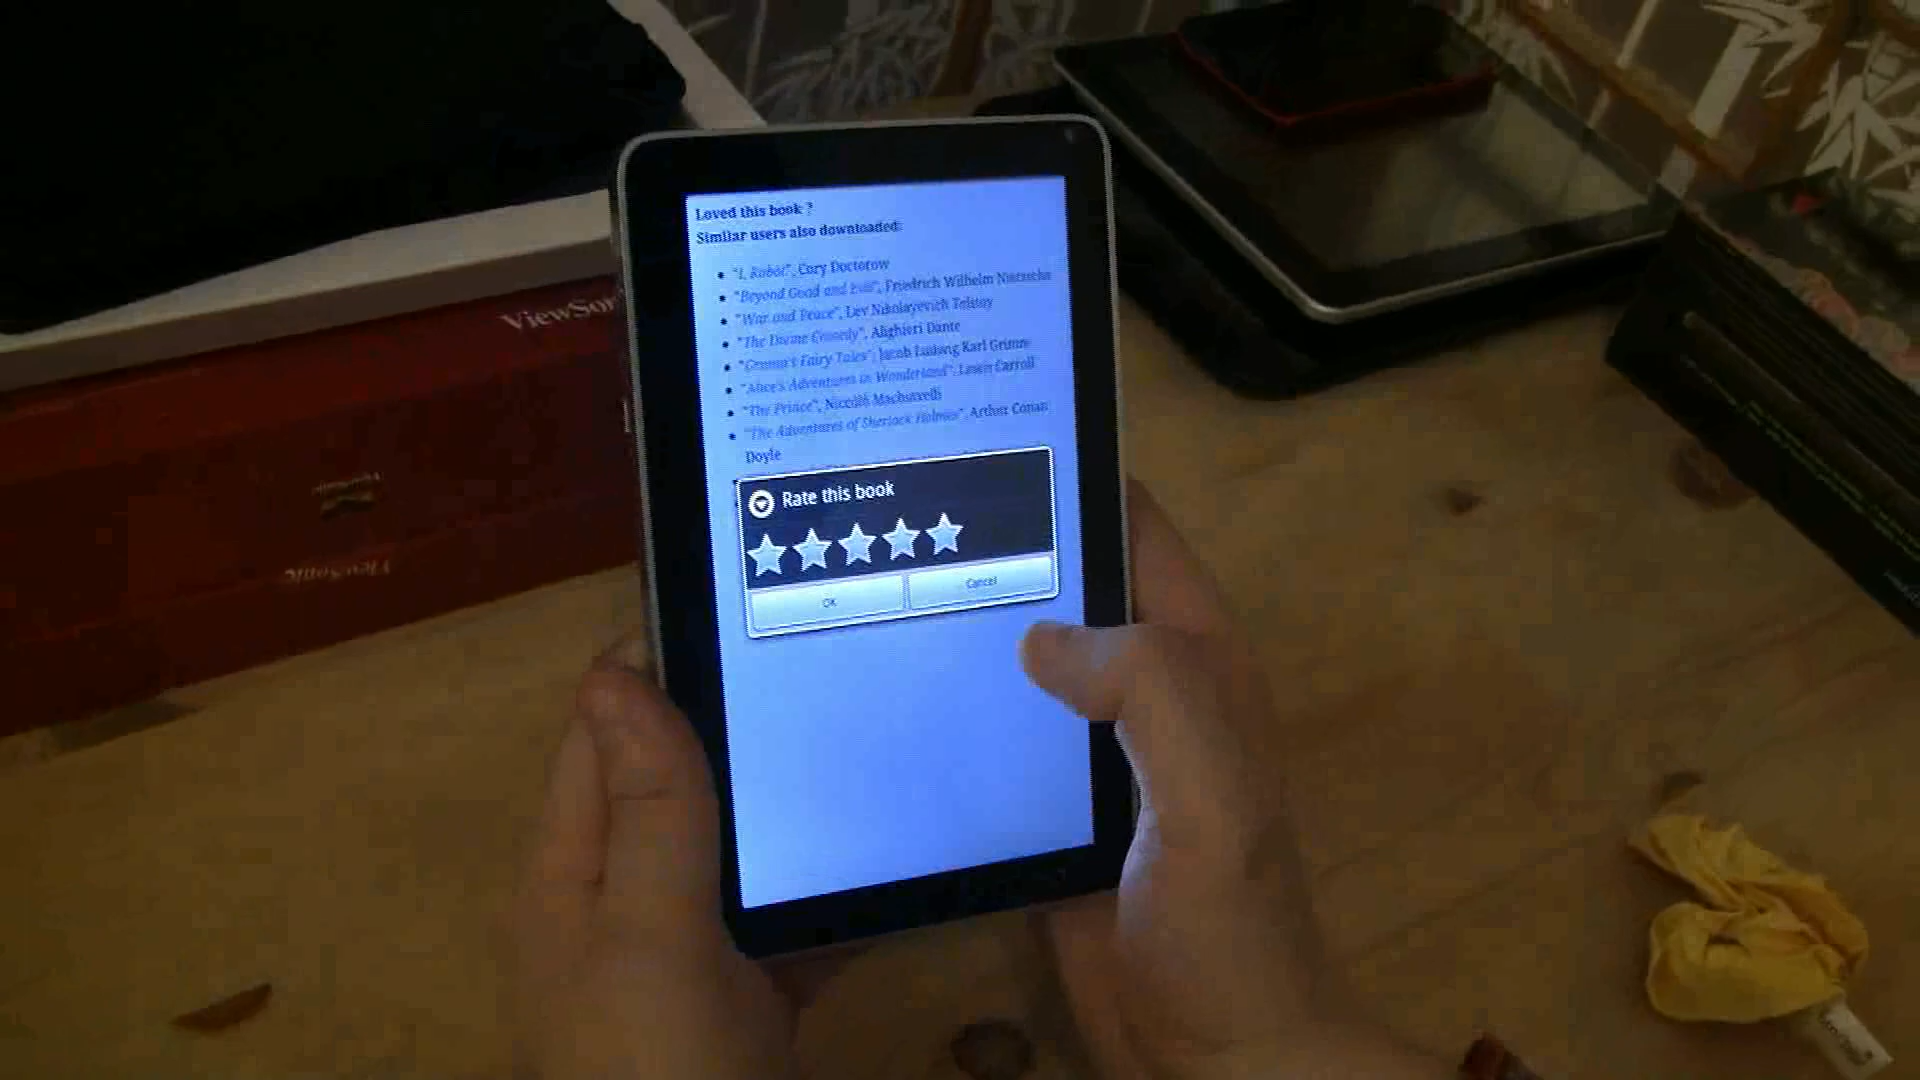 Loved this book ?
Similar users also downloaded:
"I, Robot", Cory Doctorow
"Beyond Good and Evil", Friedrich Wilhelm Nietzsche
"War and Peace", Lev Nikolayevich Tolstoy
"The Divine Comedy", Alighieri Dante
"Grimm's Fairy Tales", Jacob Ludwig Karl Grimm
"Alice's Adventures in Wonderland", Lewis Carroll
"The Prince", Niccolò Machiavelli
"The Adventures of Sherlock Holmes", Arthur Conan
Doyle
Rate this book
OK
Cancel
ViewSon
ViewSonic